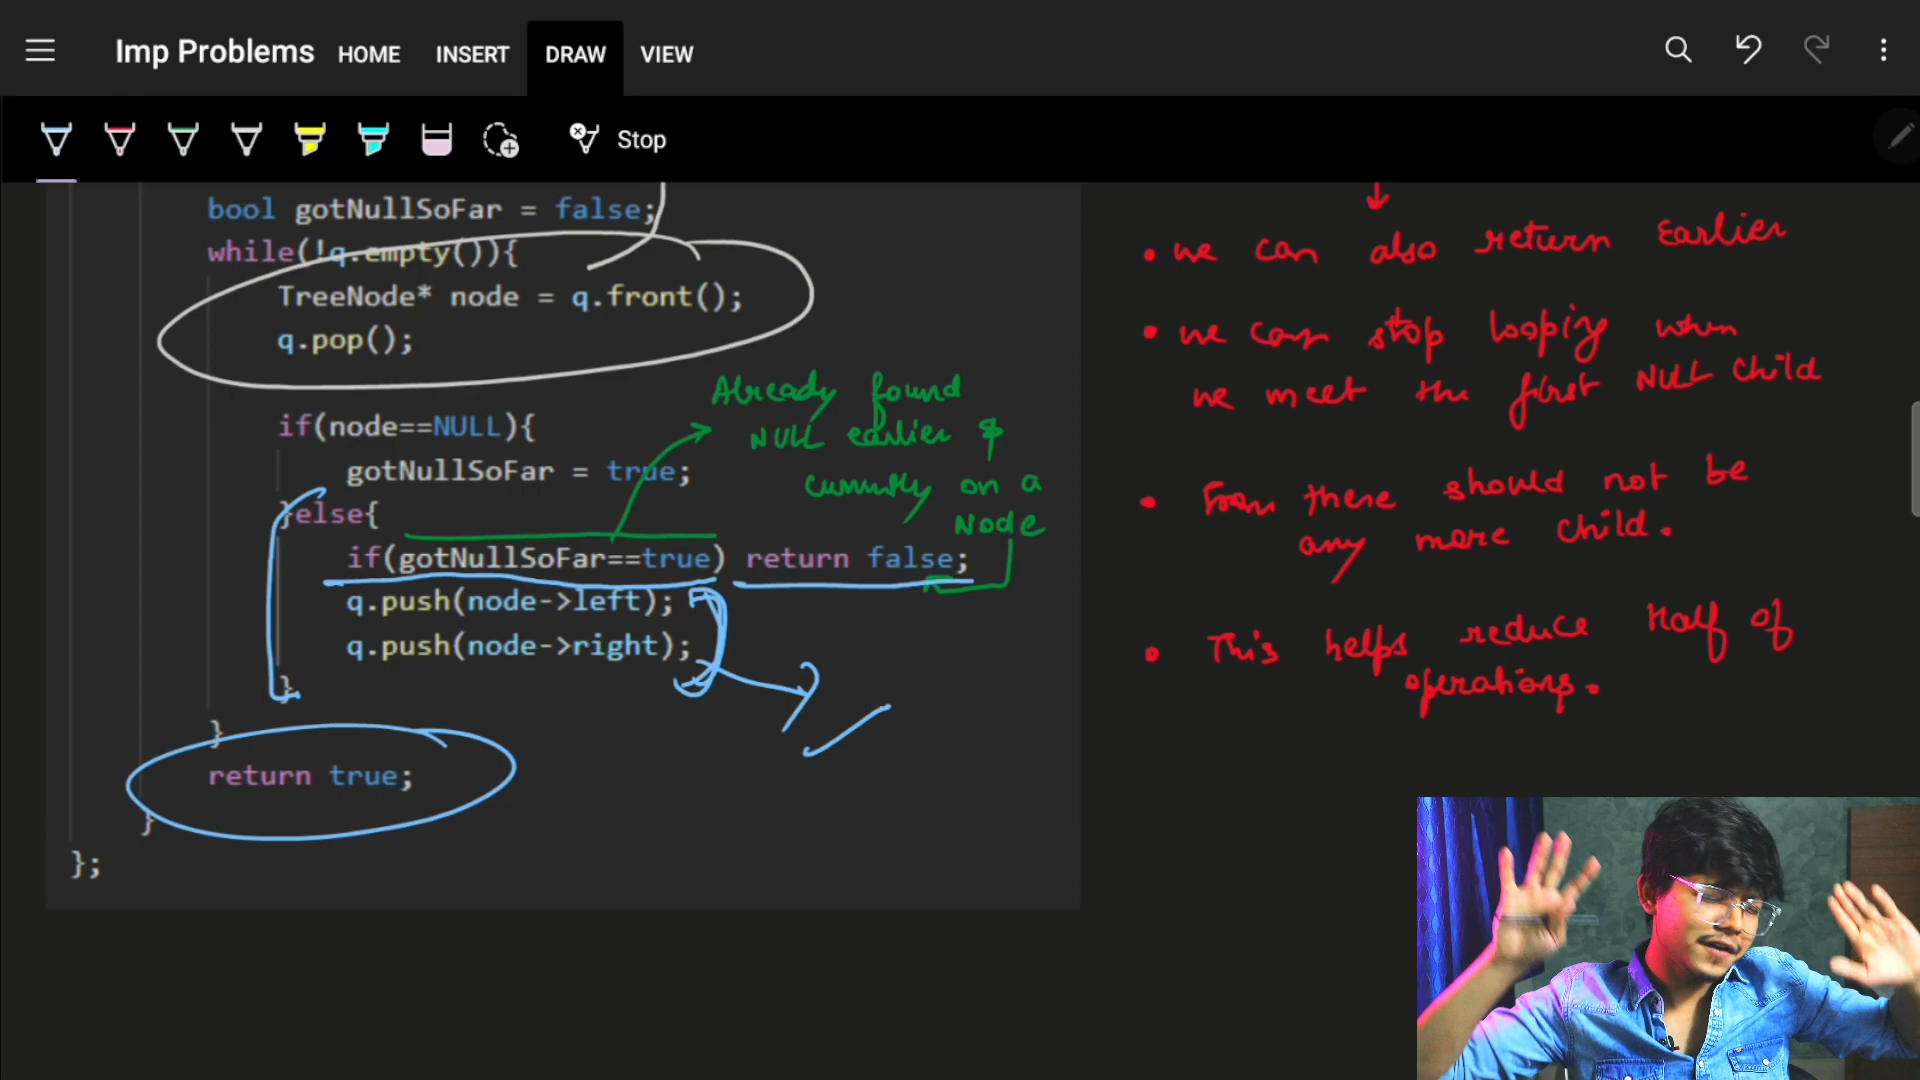 Imp Problems HOME INSERT DRAW VIEW
Stop
bool gotNullSoFar = false;
while(!q.empty()){
TreeNode* node = q.front();
q.pop();
if(node==NULL){
gotNullSoFar = true;
}else{
if(gotNullSoFar==true) return false;
q.push(node->left);
q.push(node->right);
}
}
return true;
}
};
Already found
NULL earlier &
currently on a
Node
• we can also return Earlier
• we can stop looping when
we meet the first NULL child
• From there should not be
any more child.
• This helps reduce Half of
operations.